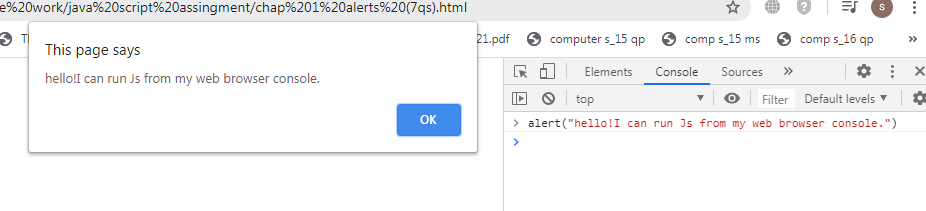 e%20work/java%20script%20assingment/chap%201%20alerts%20(7qs).html
S
21.pdf
computer s_15 qp
comp s_15 ms
comp s_16 qp
»
This page says
hello!I can run Js from my web browser console.
OK
Elements Console Sources »
top Filter Default levels ▼
> alert("hello!I can run Js from my web browser console.")
>